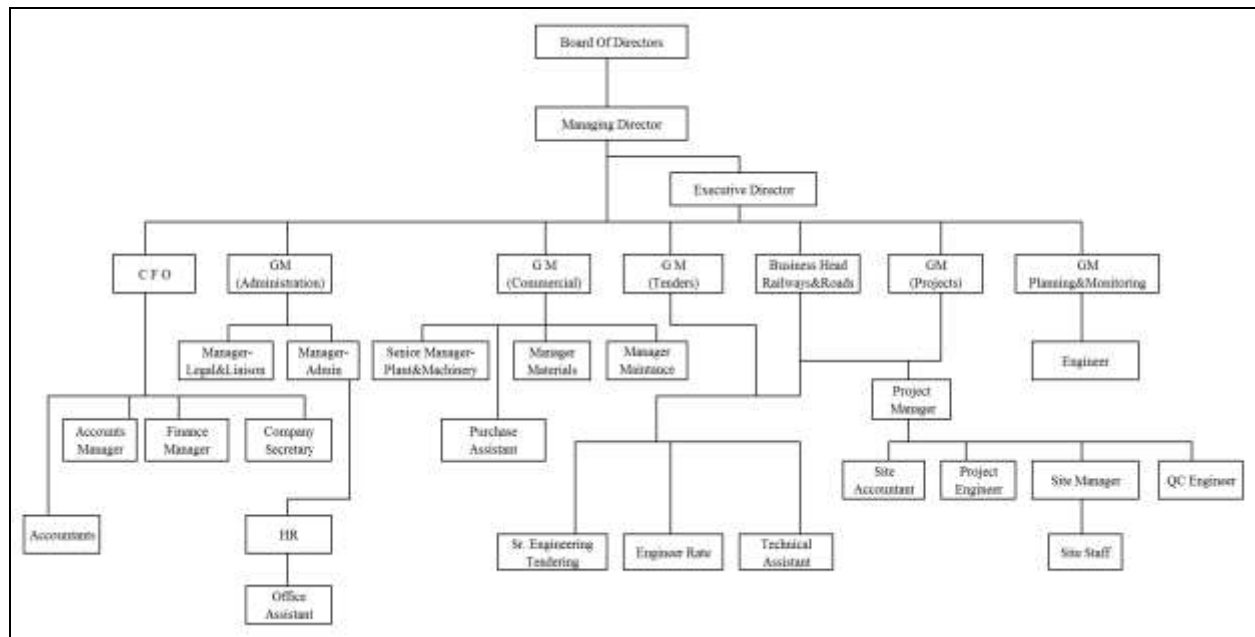 Board Of Directors
Managing Director
Executive Director
C F O
GM
(Administration)
G M
(Commercial)
G M
(Tenders)
Business Head
Railways&Roads
GM
(Projects)
GM
Planning&Monitoring
Manager-
Legal&Liaison
Manager-
Admin
Senior Manager-
Plant&Machinery
Manager
Materials
Manager
Maintance
Engineer
Project
Manager
Accounts
Manager
Finance
Manager
Company
Secretary
Purchase
Assistant
Site
Accountant
Project
Engineer
Site Manager
QC Engineer
Accountants
HR
Sr. Engineering
Tendering
Engineer Rate
Technical
Assistant
Site Staff
Office
Assistant